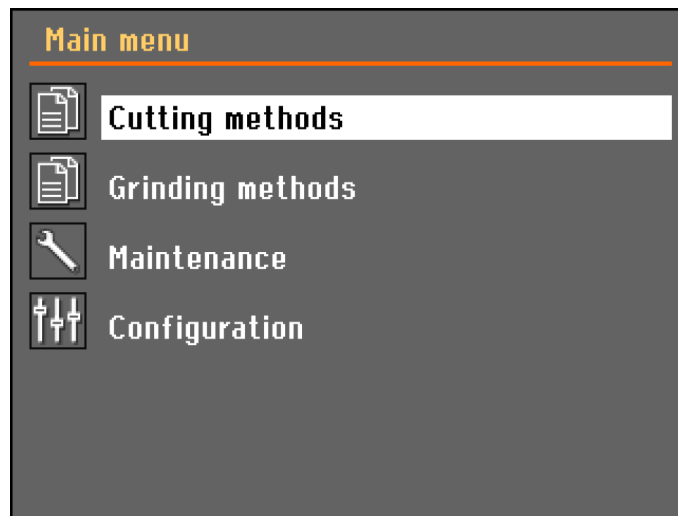 Main menu
Cutting methods
Grinding methods
Maintenance
Configuration